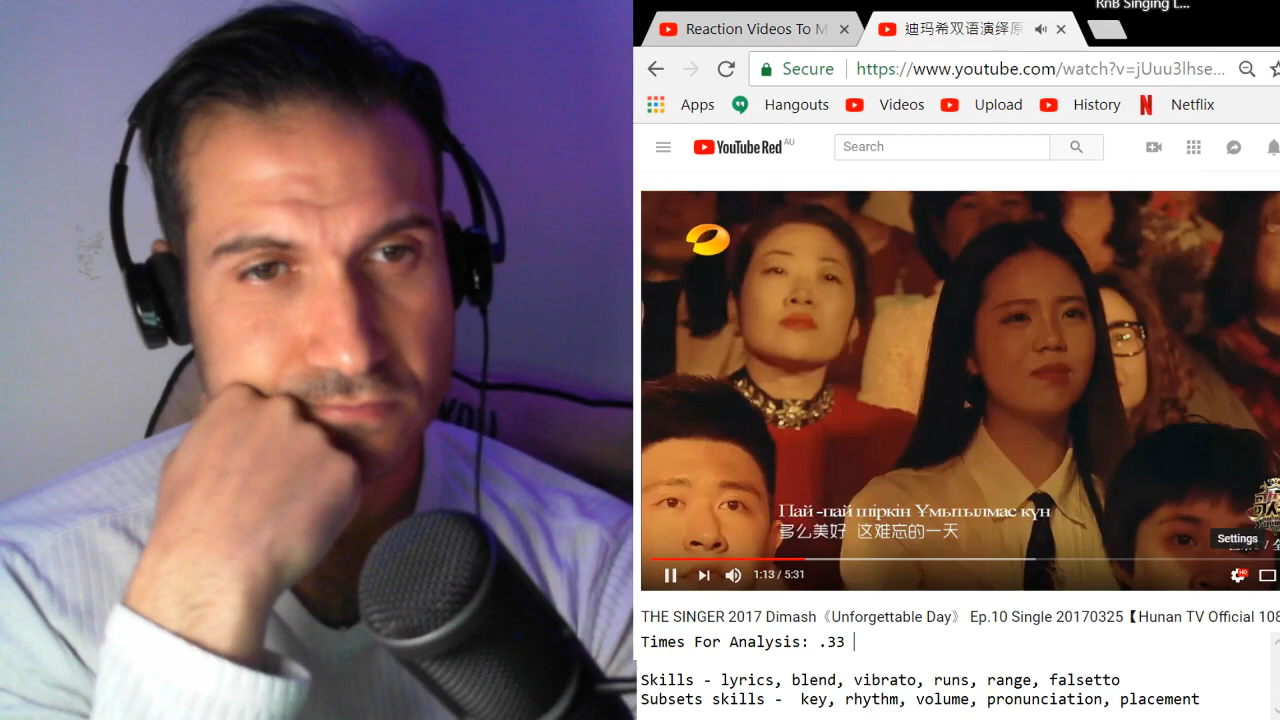 RnB Singing L...
Reaction Videos To M
迪玛希双语演绎原
Secure
https://www.youtube.com/watch?v=jUuu3lhse...
Apps
Hangouts
Videos
Upload
History
Netflix
YouTube Red AU
Search
YOU
Пай -пай шіркін Ұмытылмас күн
多么美好 这难忘的一天
歌
Settings
1:13 / 5:31
HD
THE SINGER 2017 Dimash《Unforgettable Day》 Ep.10 Single 20170325【Hunan TV Official 108
Times For Analysis: .33
Skills - lyrics, blend, vibrato, runs, range, falsetto
Subsets skills - key, rhythm, volume, pronunciation, placement